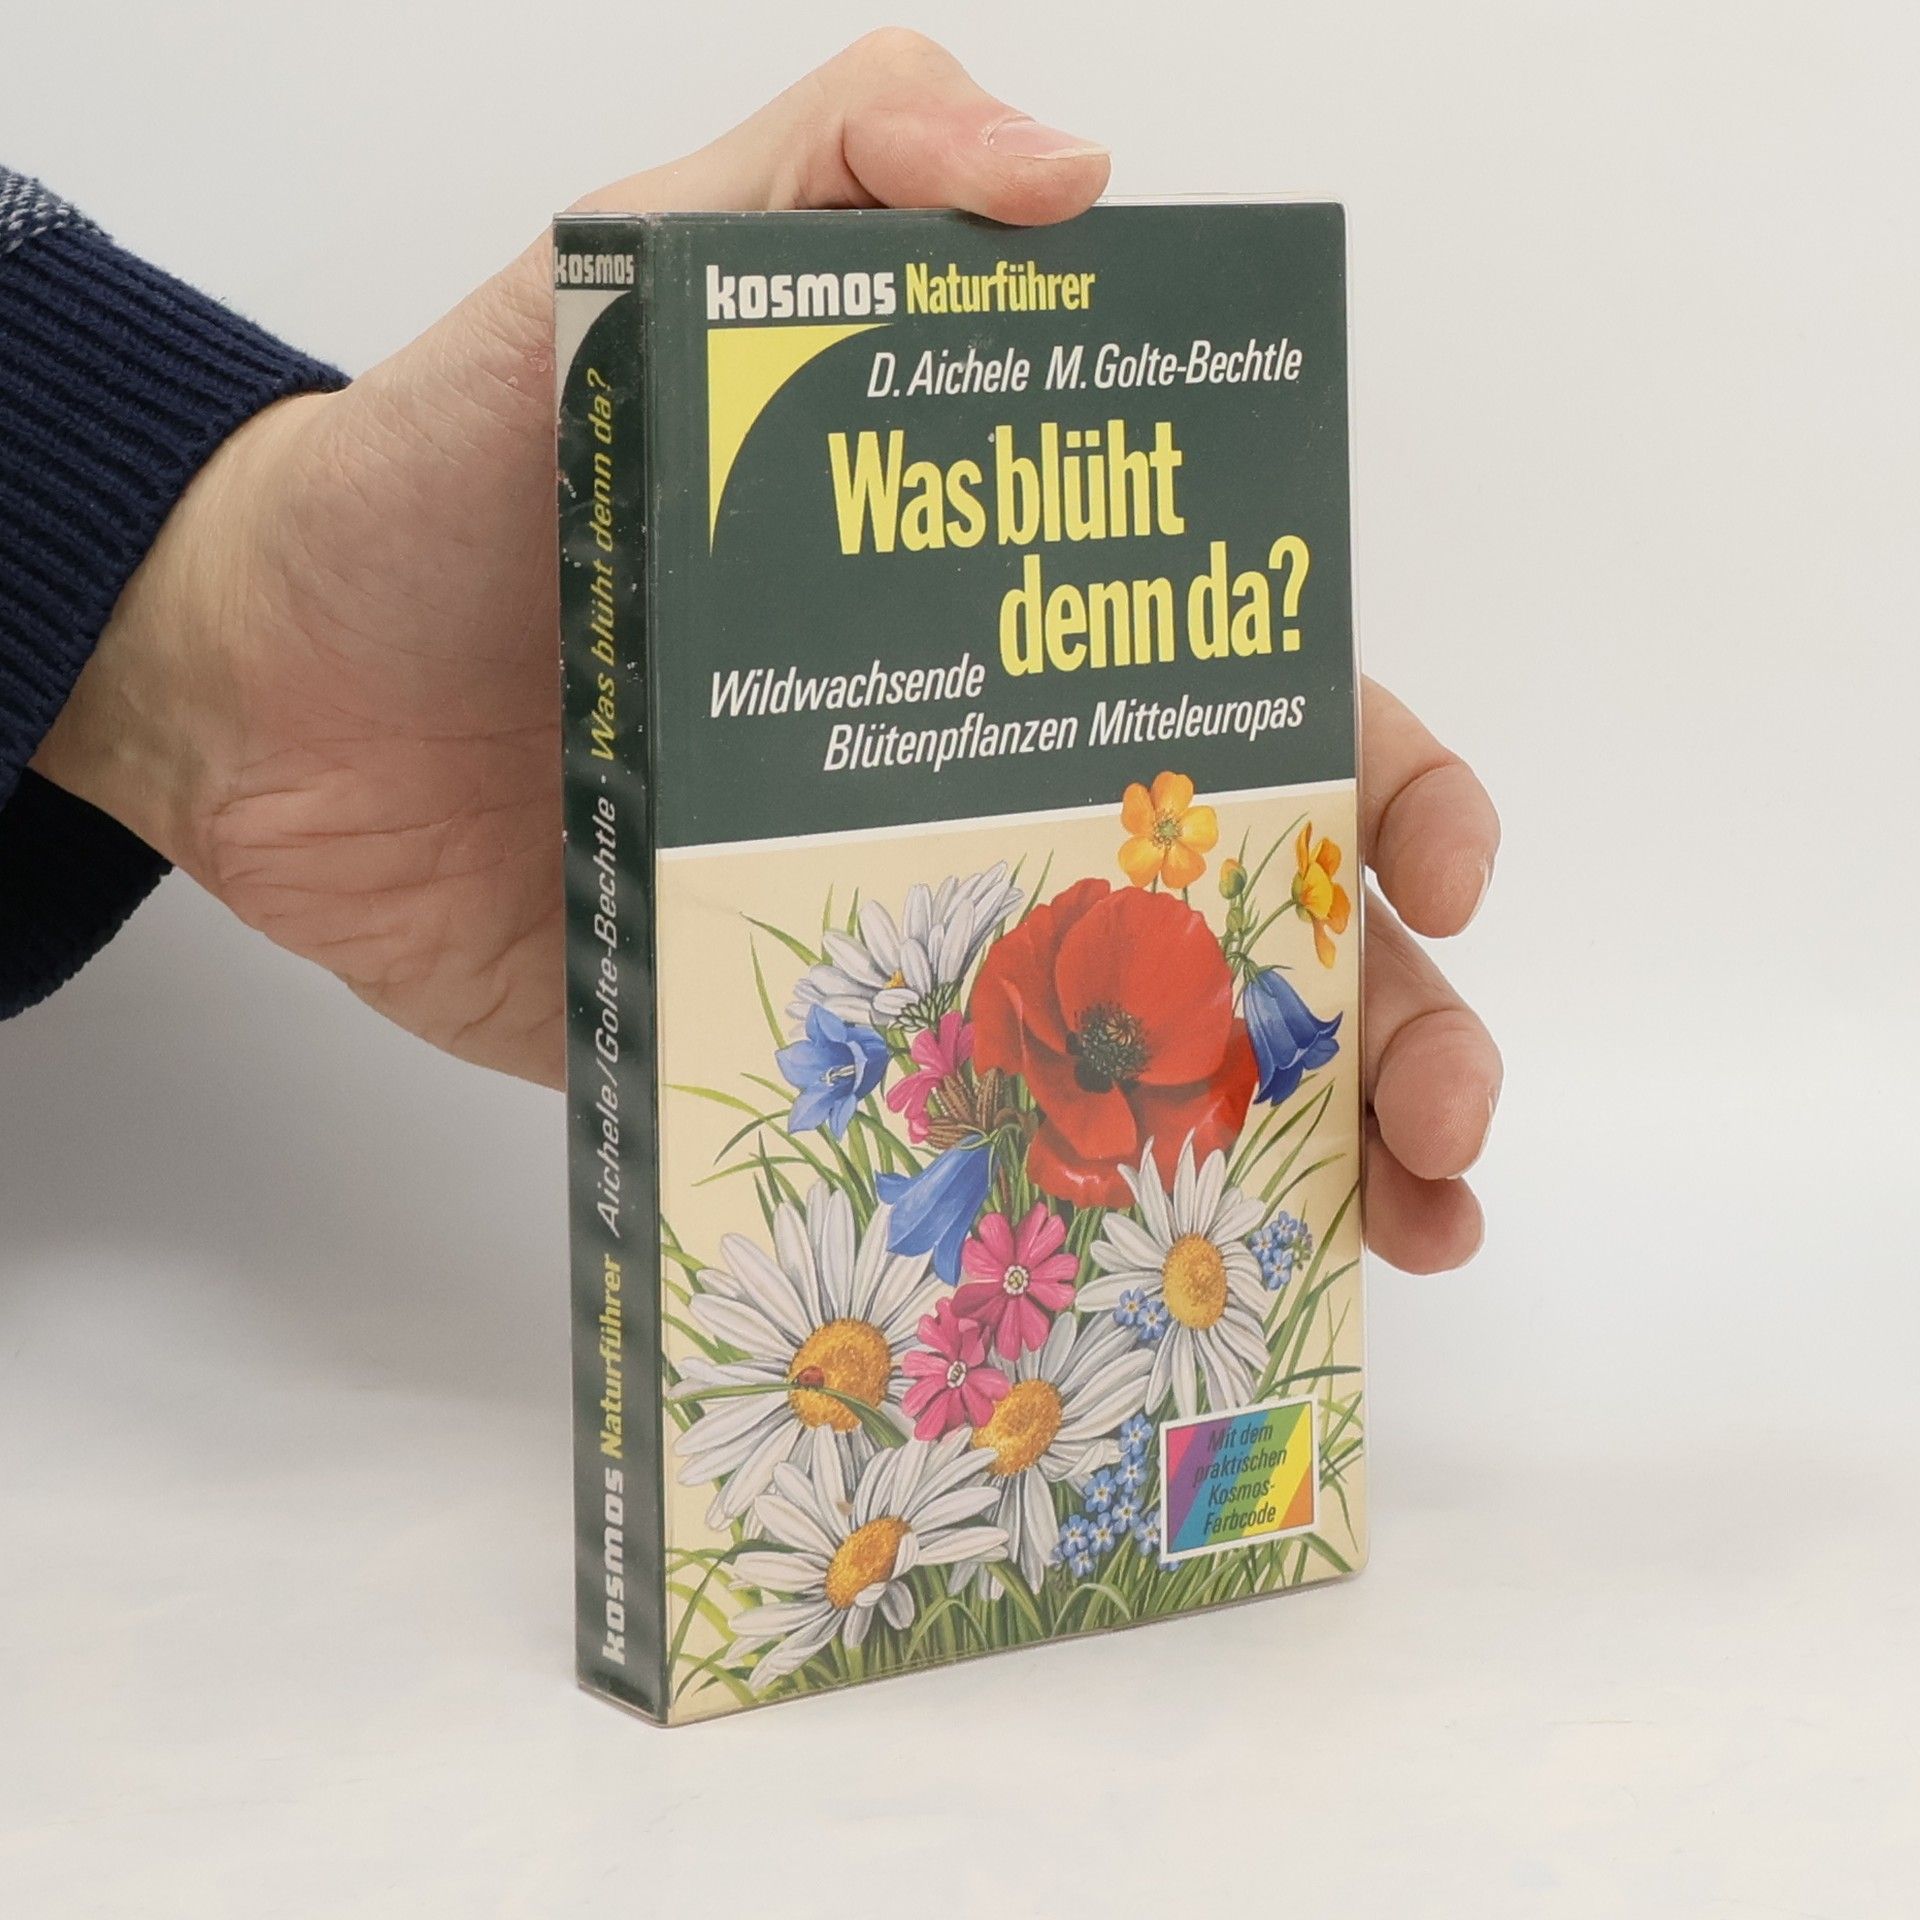 kosmos Naturführer
D. Aichele M. Golte-Bechtle
Was blüht
denn da?
Wildwachsende
Blütenpflanzen Mitteleuropas
Mit dem
praktischen
Kosmos-
Farbcode
kosmos
kosmos Naturführer Aichele/Golte-Bechtle · Was blüht denn da?